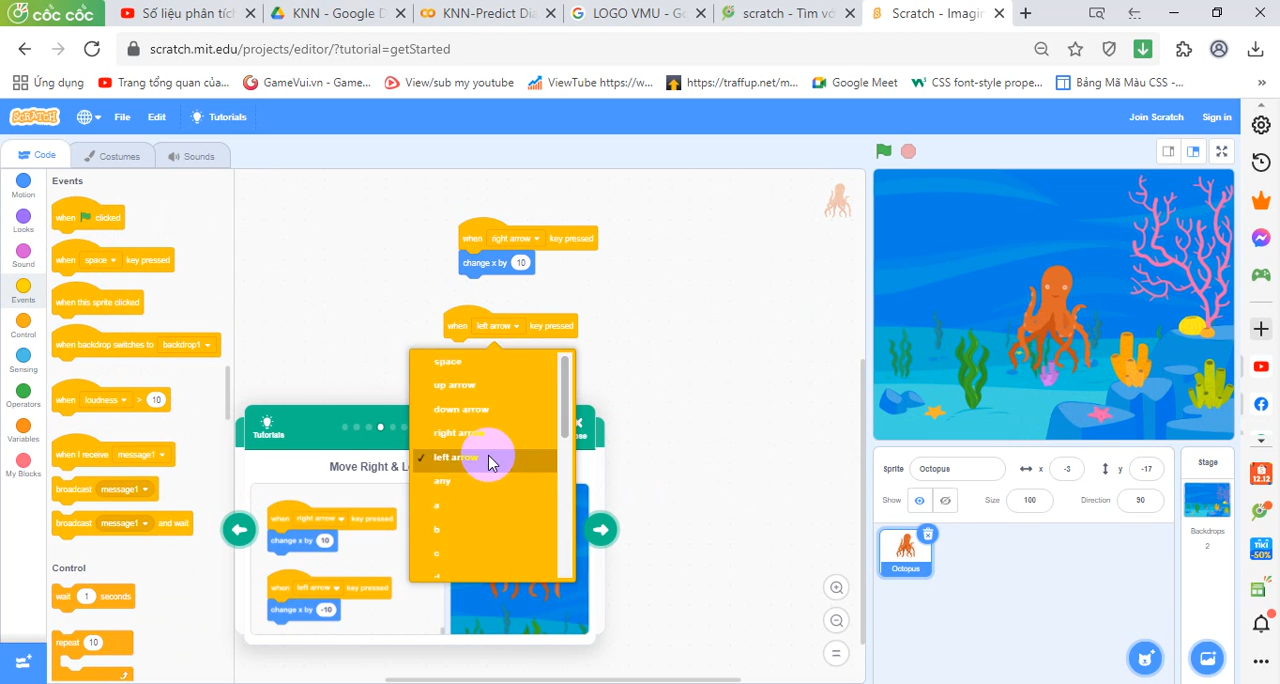 CỐC CỐC
Số liệu phân tích
KNN - Google D
KNN-Predict Dia
LOGO VMU - Go
scratch - Tìm với
Scratch - Imagin
scratch.mit.edu/projects/editor/?tutorial=getStarted
Ứng dụng
Trang tổng quan của...
GameVui.vn - Game...
View/sub my youtube
ViewTube https://w...
https://traffup.net/m...
Google Meet
CSS font-style prope...
Bảng Mã Màu CSS -...
»
SCRATCH
File
Edit
Tutorials
Join Scratch
Sign in
Code
Costumes
Sounds
Motion
Looks
Sound
Events
Control
Sensing
Operators
Variables
My Blocks
Events
when clicked
when space key pressed
when this sprite clicked
when backdrop switches to backdrop1
when loudness > 10
when I receive message1
broadcast message1
broadcast message1 and wait
Control
wait 1 seconds
repeat 10
when right arrow key pressed
change x by 10
when left arrow key pressed
space
up arrow
down arrow
right arrow
✓ left arrow
any
a
b
c
Tutorials
Move Right & L
when right arrow key pressed
change x by 10
when left arrow key pressed
change x by -10
Sprite
Octopus
x
-3
y
-17
Show
Size
100
Direction
90
Octopus
Stage
Backdrops
2
12.12
TIKI
-50%